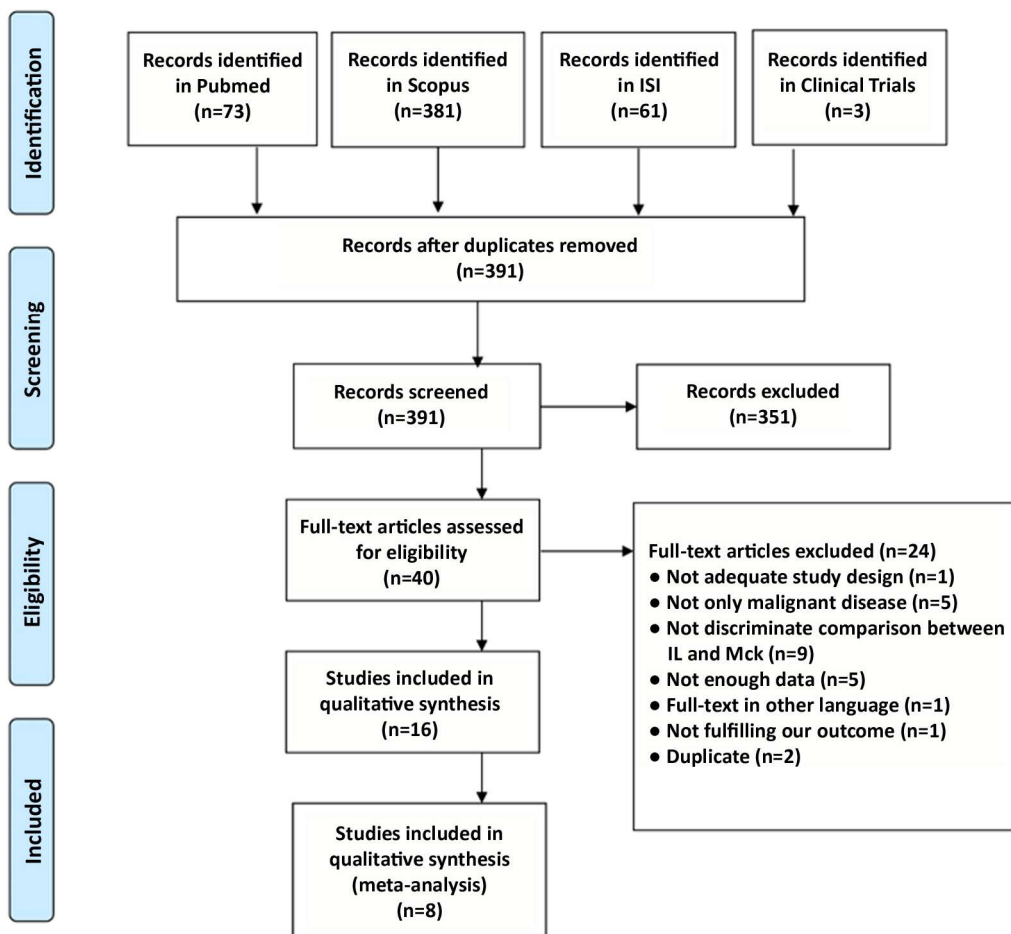 Identification
Records identified
in Pubmed
(n=73)
Records identified
in Scopus
(n=381)
Records identified
in ISI
(n=61)
Records identified
in Clinical Trials
(n=3)
Records after duplicates removed
(n=391)
Screening
Records screened
(n=391)
Records excluded
(n=351)
Eligibility
Full-text articles assessed
for eligibility
(n=40)
Full-text articles excluded (n=24)
● Not adequate study design (n=1)
● Not only malignant disease (n=5)
● Not discriminate comparison between
IL and Mck (n=9)
● Not enough data (n=5)
● Full-text in other language (n=1)
● Not fulfilling our outcome (n=1)
● Duplicate (n=2)
Studies included in
qualitative synthesis
(n=16)
Included
Studies included in
qualitative synthesis
(meta-analysis)
(n=8)